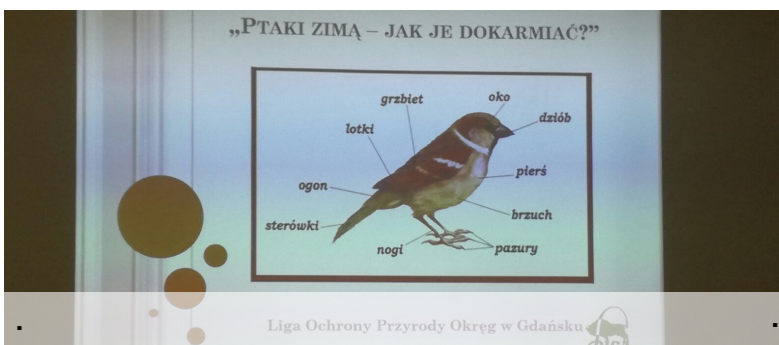 „PTAKI ZIMĄ – JAK JE DOKARMIAĆ?”
grzbiet
oko
dziób
lotki
pierś
ogon
brzuch
sterówki
nogi
pazury
Liga Ochrony Przyrody Okręg w Gdańsku